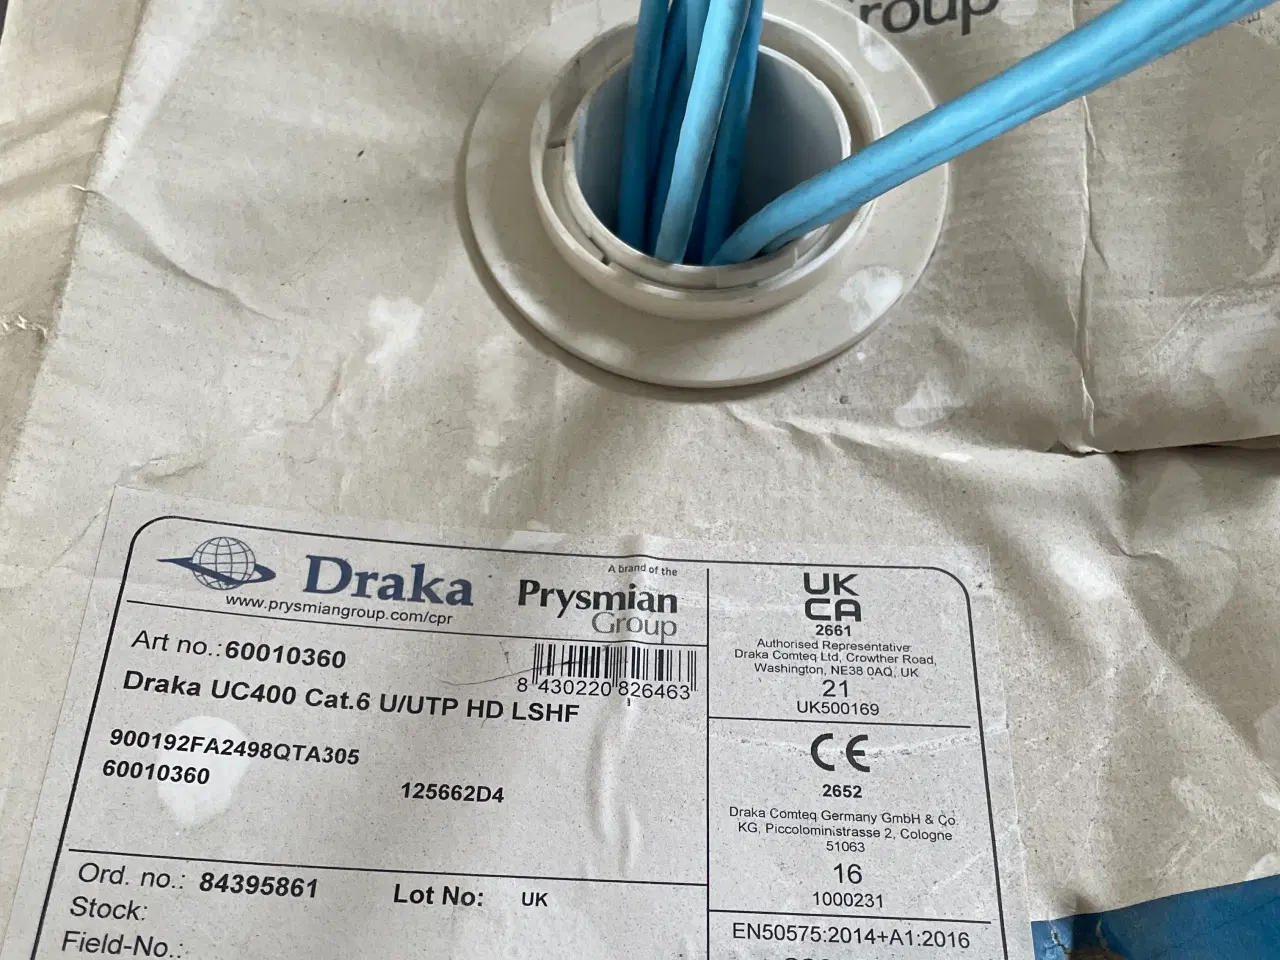 roup
Group
Draka
www.prysmiangroup.com/cpr
A brand of the
Prysmian
Group
Art no.: 60010360
8 430220 826463
Draka UC400 Cat.6 U/UTP HD LSHF
900192FA2498QTA305
60010360
125662D4
Ord. no.: 84395861
Lot No: UK
Stock:
Field-No.:
UK
CA
2661
Authorised Representative:
Draka Comteq Ltd, Crowther Road,
Washington, NE38 0AQ, UK
21
UK500169
CE
2652
Draka Comteq Germany GmbH & Co.
KG, Piccoloministrasse 2, Cologne
51063
16
1000231
EN50575:2014+A1:2016